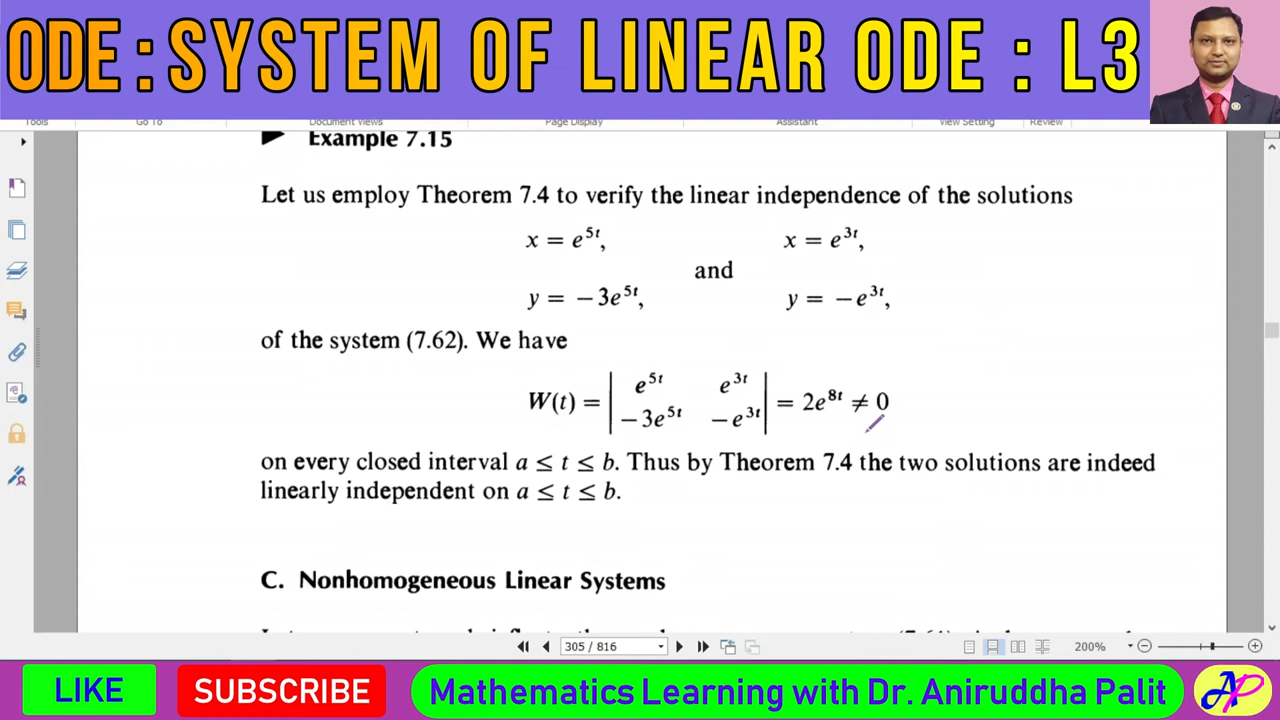 ODE : SYSTEM OF LINEAR ODE : L3
Tools Go To Document Views Page Display Assistant View Setting Review
► Example 7.15
Let us employ Theorem 7.4 to verify the linear independence of the solutions
x = e^{5t}, x = e^{3t},
and
y = −3e^{5t}, y = −e^{3t},
of the system (7.62). We have
W(t) = | e^{5t} e^{3t} |
| −3e^{5t} −e^{3t} | = 2e^{8t} ≠ 0
on every closed interval a ≤ t ≤ b. Thus by Theorem 7.4 the two solutions are indeed
linearly independent on a ≤ t ≤ b.
C. Nonhomogeneous Linear Systems
305 / 816 200%
LIKE SUBSCRIBE Mathematics Learning with Dr. Aniruddha Palit AP